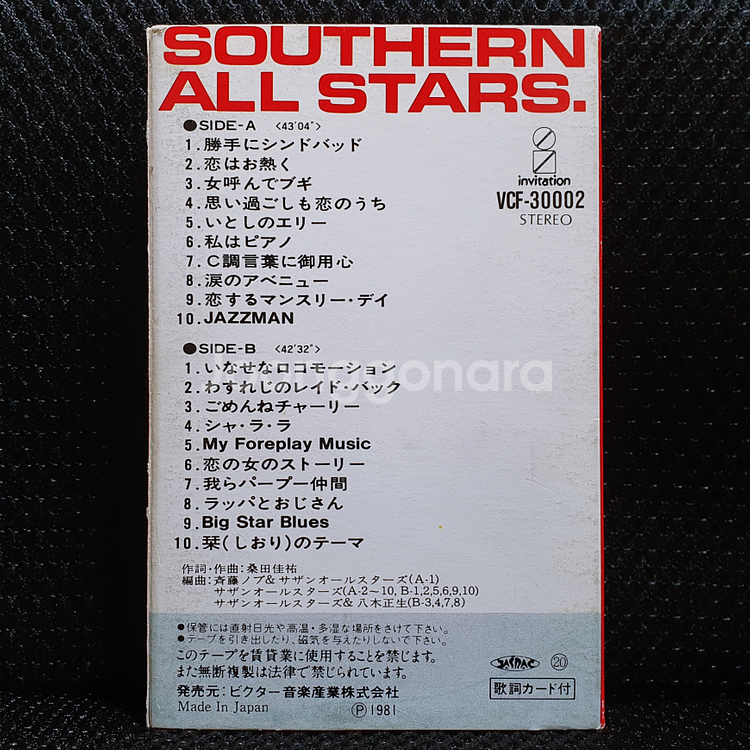 SOUTHERN
ALL STARS.
●SIDE-A <43'04">
1.勝手にシンドバッド
2.恋はお熱く
3.女呼んでブギ
4.思い過ごしも恋のうち
5.いとしのエリー
6.私はピアノ
7.C調言葉に御用心
8.涙のアベニュー
9.恋するマンスリー・デイ
10.JAZZMAN
invitation
VCF-30002
STEREO
●SIDE-B <42'32">
1.いなせなロコモーション
2.わすれじのレイド・バック
3.ごめんねチャーリー
4.シャ・ラ・ラ
5.My Foreplay Music
6.恋の女のストーリー
7.我らパープー仲間
8.ラッパとおじさん
9.Big Star Blues
10.栞(しおり)のテーマ
joonggonara
作詞・作曲:桑田佳祐
編曲:斉藤ノブ&サザンオールスターズ(A-1)
サザンオールスターズ(A-2~10, B-1,2,5,6,9,10)
サザンオールスターズ&八木正生(B-3,4,7,8)
●保管には直射日光や高温・多湿な場所をさけて下さい。
●テープを引き出したり、磁気を与えたりしないで下さい。
このテープを賃貸業に使用することを禁じます。
また無断複製は法律で禁じられています。
発売元:ビクター音楽産業株式会社
Made In Japan Ⓟ1981
JASRAC ⑳
歌詞カード付